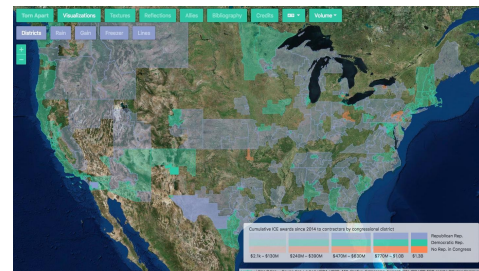 Torn Apart Visualizations Textures Reflections Allies Bibliography Credits Volume
Districts Rain Gain Freezer Lines
+
−
Cumulative ICE awards since 2014 to contractors by congressional district
Republican Rep.
Democratic Rep.
No Rep. in Congress